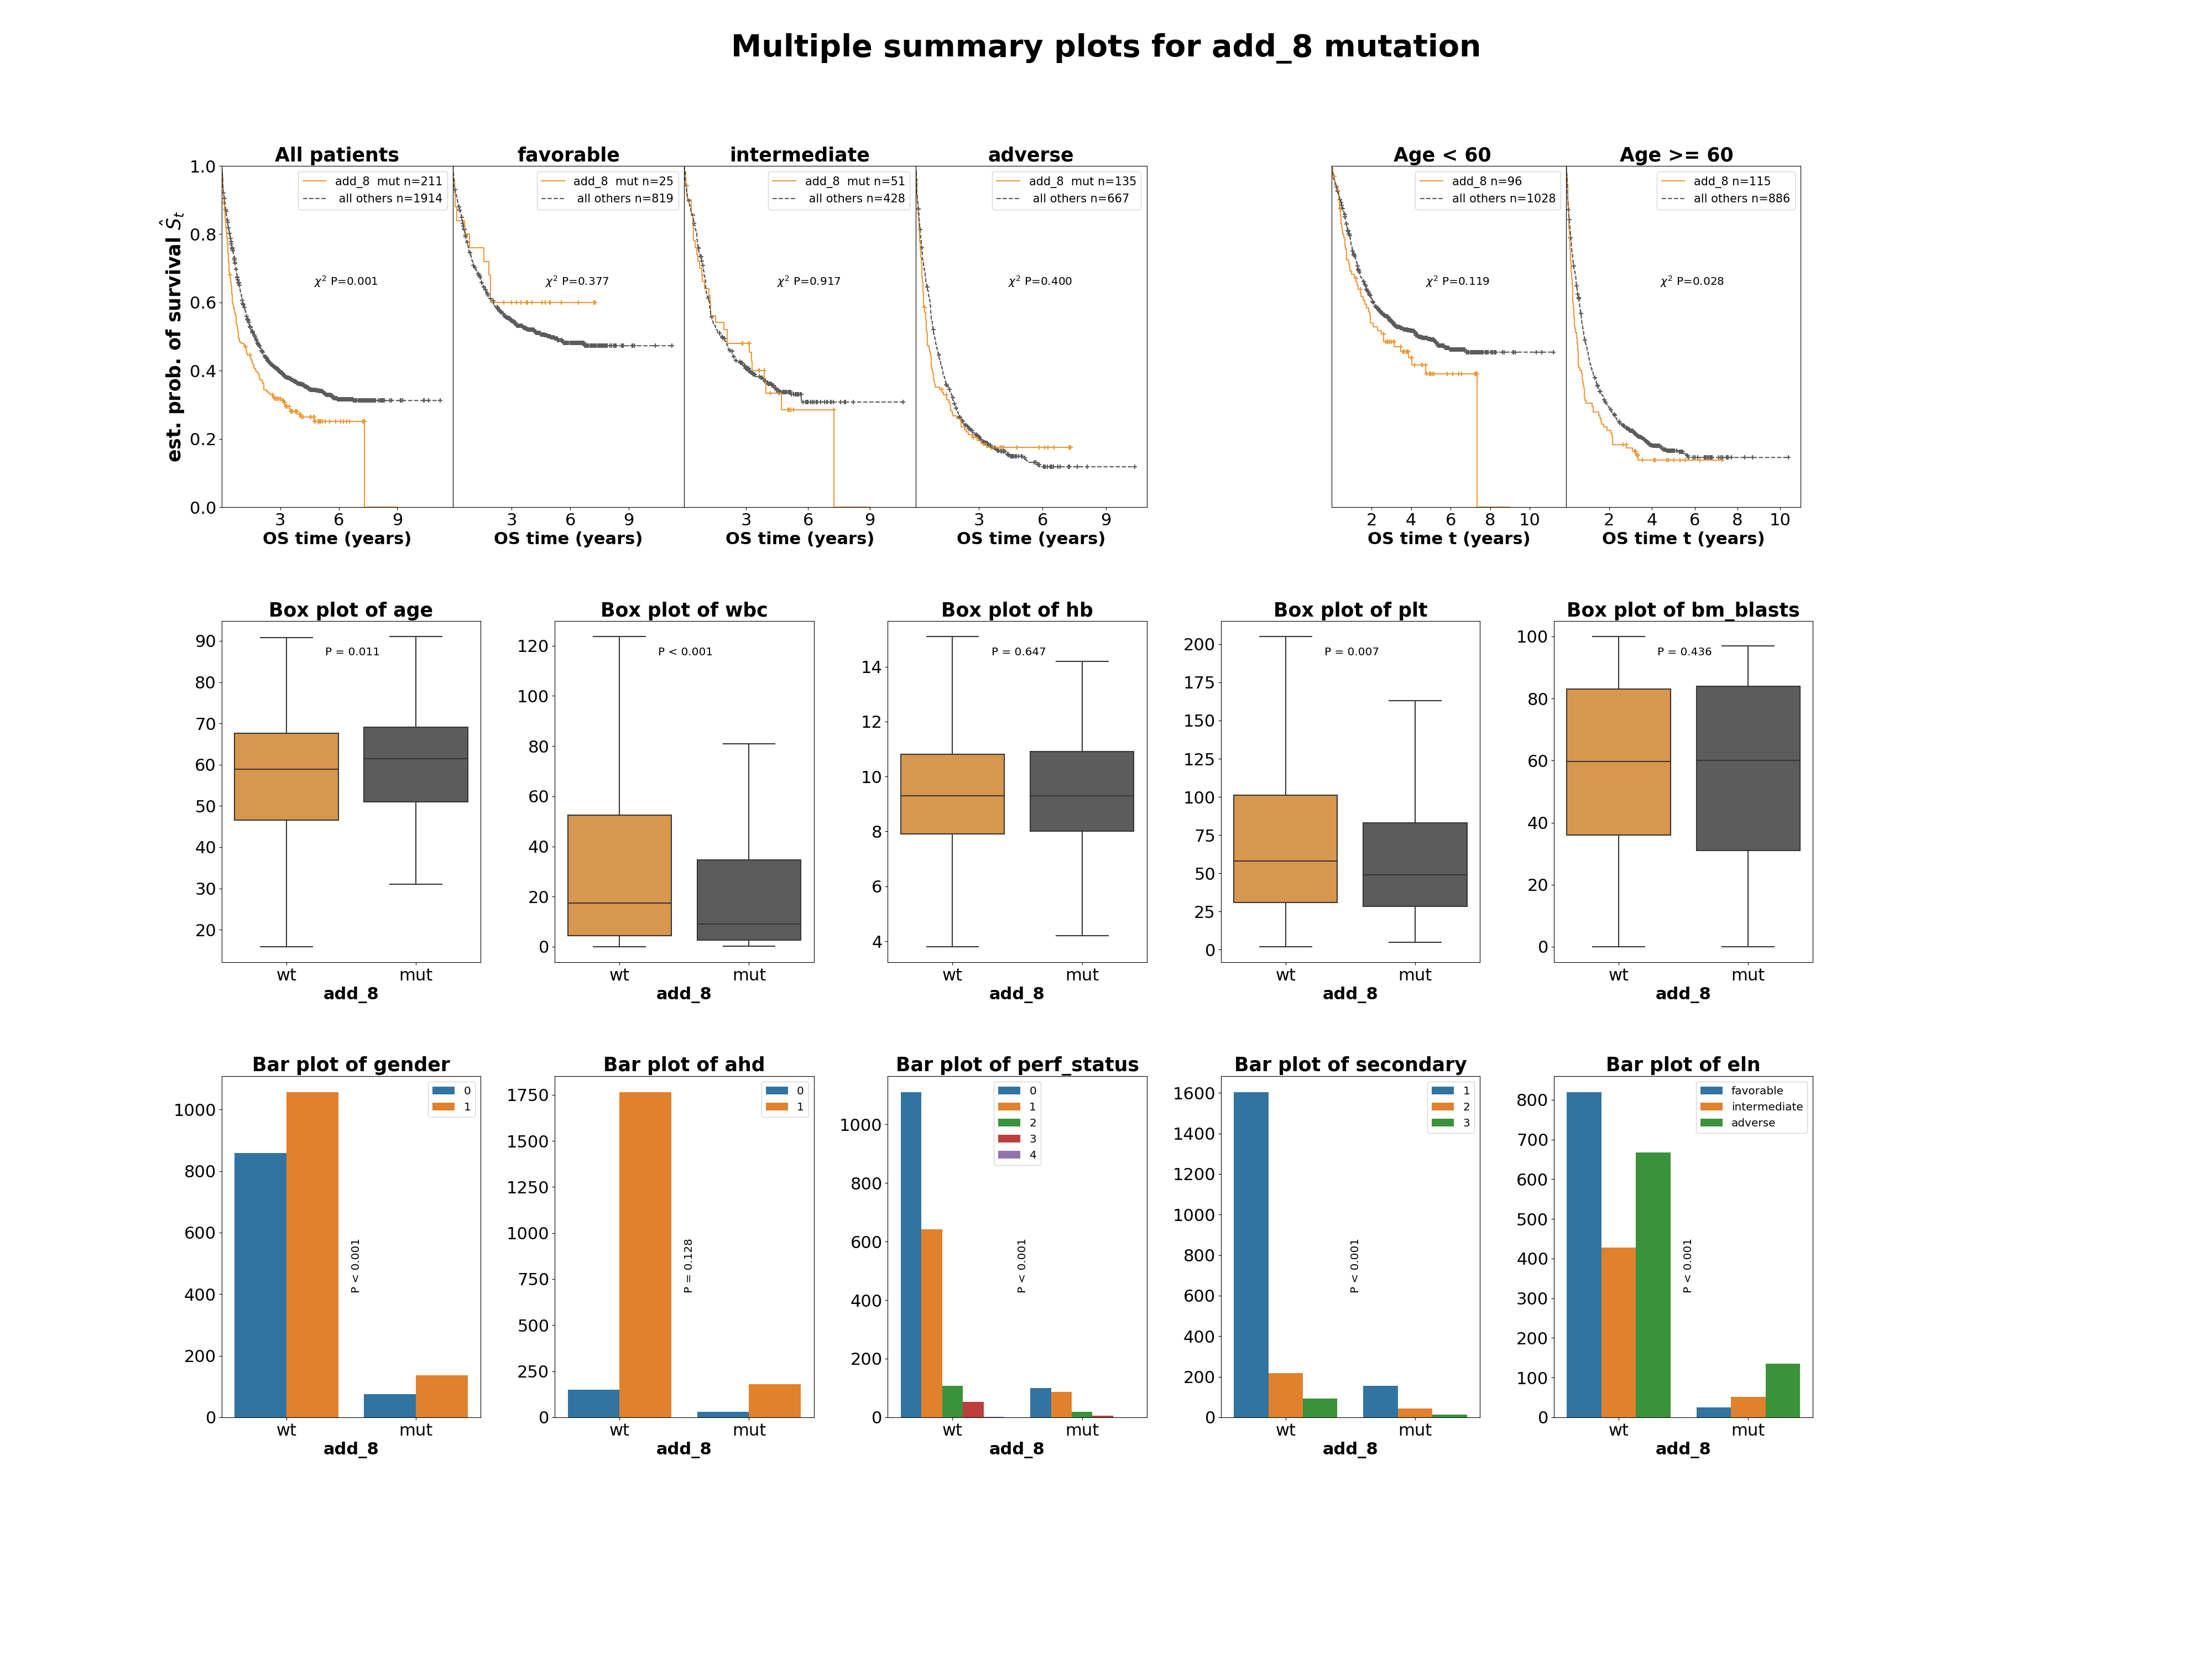 Multiple summary plots for add_8 mutation
All patients
favorable
intermediate
adverse
Age < 60
Age >= 60
est. prob. of survival Ŝt
1.0
0.8
0.6
0.4
0.2
0.0
add_8 mut n=211
all others n=1914
χ² P=0.001
3 6 9
OS time (years)
add_8 mut n=25
all others n=819
χ² P=0.377
3 6 9
OS time (years)
add_8 mut n=51
all others n=428
χ² P=0.917
3 6 9
OS time (years)
add_8 mut n=135
all others n=667
χ² P=0.400
3 6 9
OS time (years)
add_8 n=96
all others n=1028
χ² P=0.119
2 4 6 8 10
OS time t (years)
add_8 n=115
all others n=886
χ² P=0.028
2 4 6 8 10
OS time t (years)
Box plot of age
90
80
70
60
50
40
30
20
P = 0.011
wt mut
add_8
Box plot of wbc
120
100
80
60
40
20
0
P < 0.001
wt mut
add_8
Box plot of hb
14
12
10
8
6
4
P = 0.647
wt mut
add_8
Box plot of plt
200
175
150
125
100
75
50
25
0
P = 0.007
wt mut
add_8
Box plot of bm_blasts
100
80
60
40
20
0
P = 0.436
wt mut
add_8
Bar plot of gender
1000
800
600
400
200
0
0
1
P < 0.001
wt mut
add_8
Bar plot of ahd
1750
1500
1250
1000
750
500
250
0
0
1
P = 0.128
wt mut
add_8
Bar plot of perf_status
1000
800
600
400
200
0
0
1
2
3
4
P < 0.001
wt mut
add_8
Bar plot of secondary
1600
1400
1200
1000
800
600
400
200
0
1
2
3
P < 0.001
wt mut
add_8
Bar plot of eln
800
700
600
500
400
300
200
100
0
favorable
intermediate
adverse
P < 0.001
wt mut
add_8